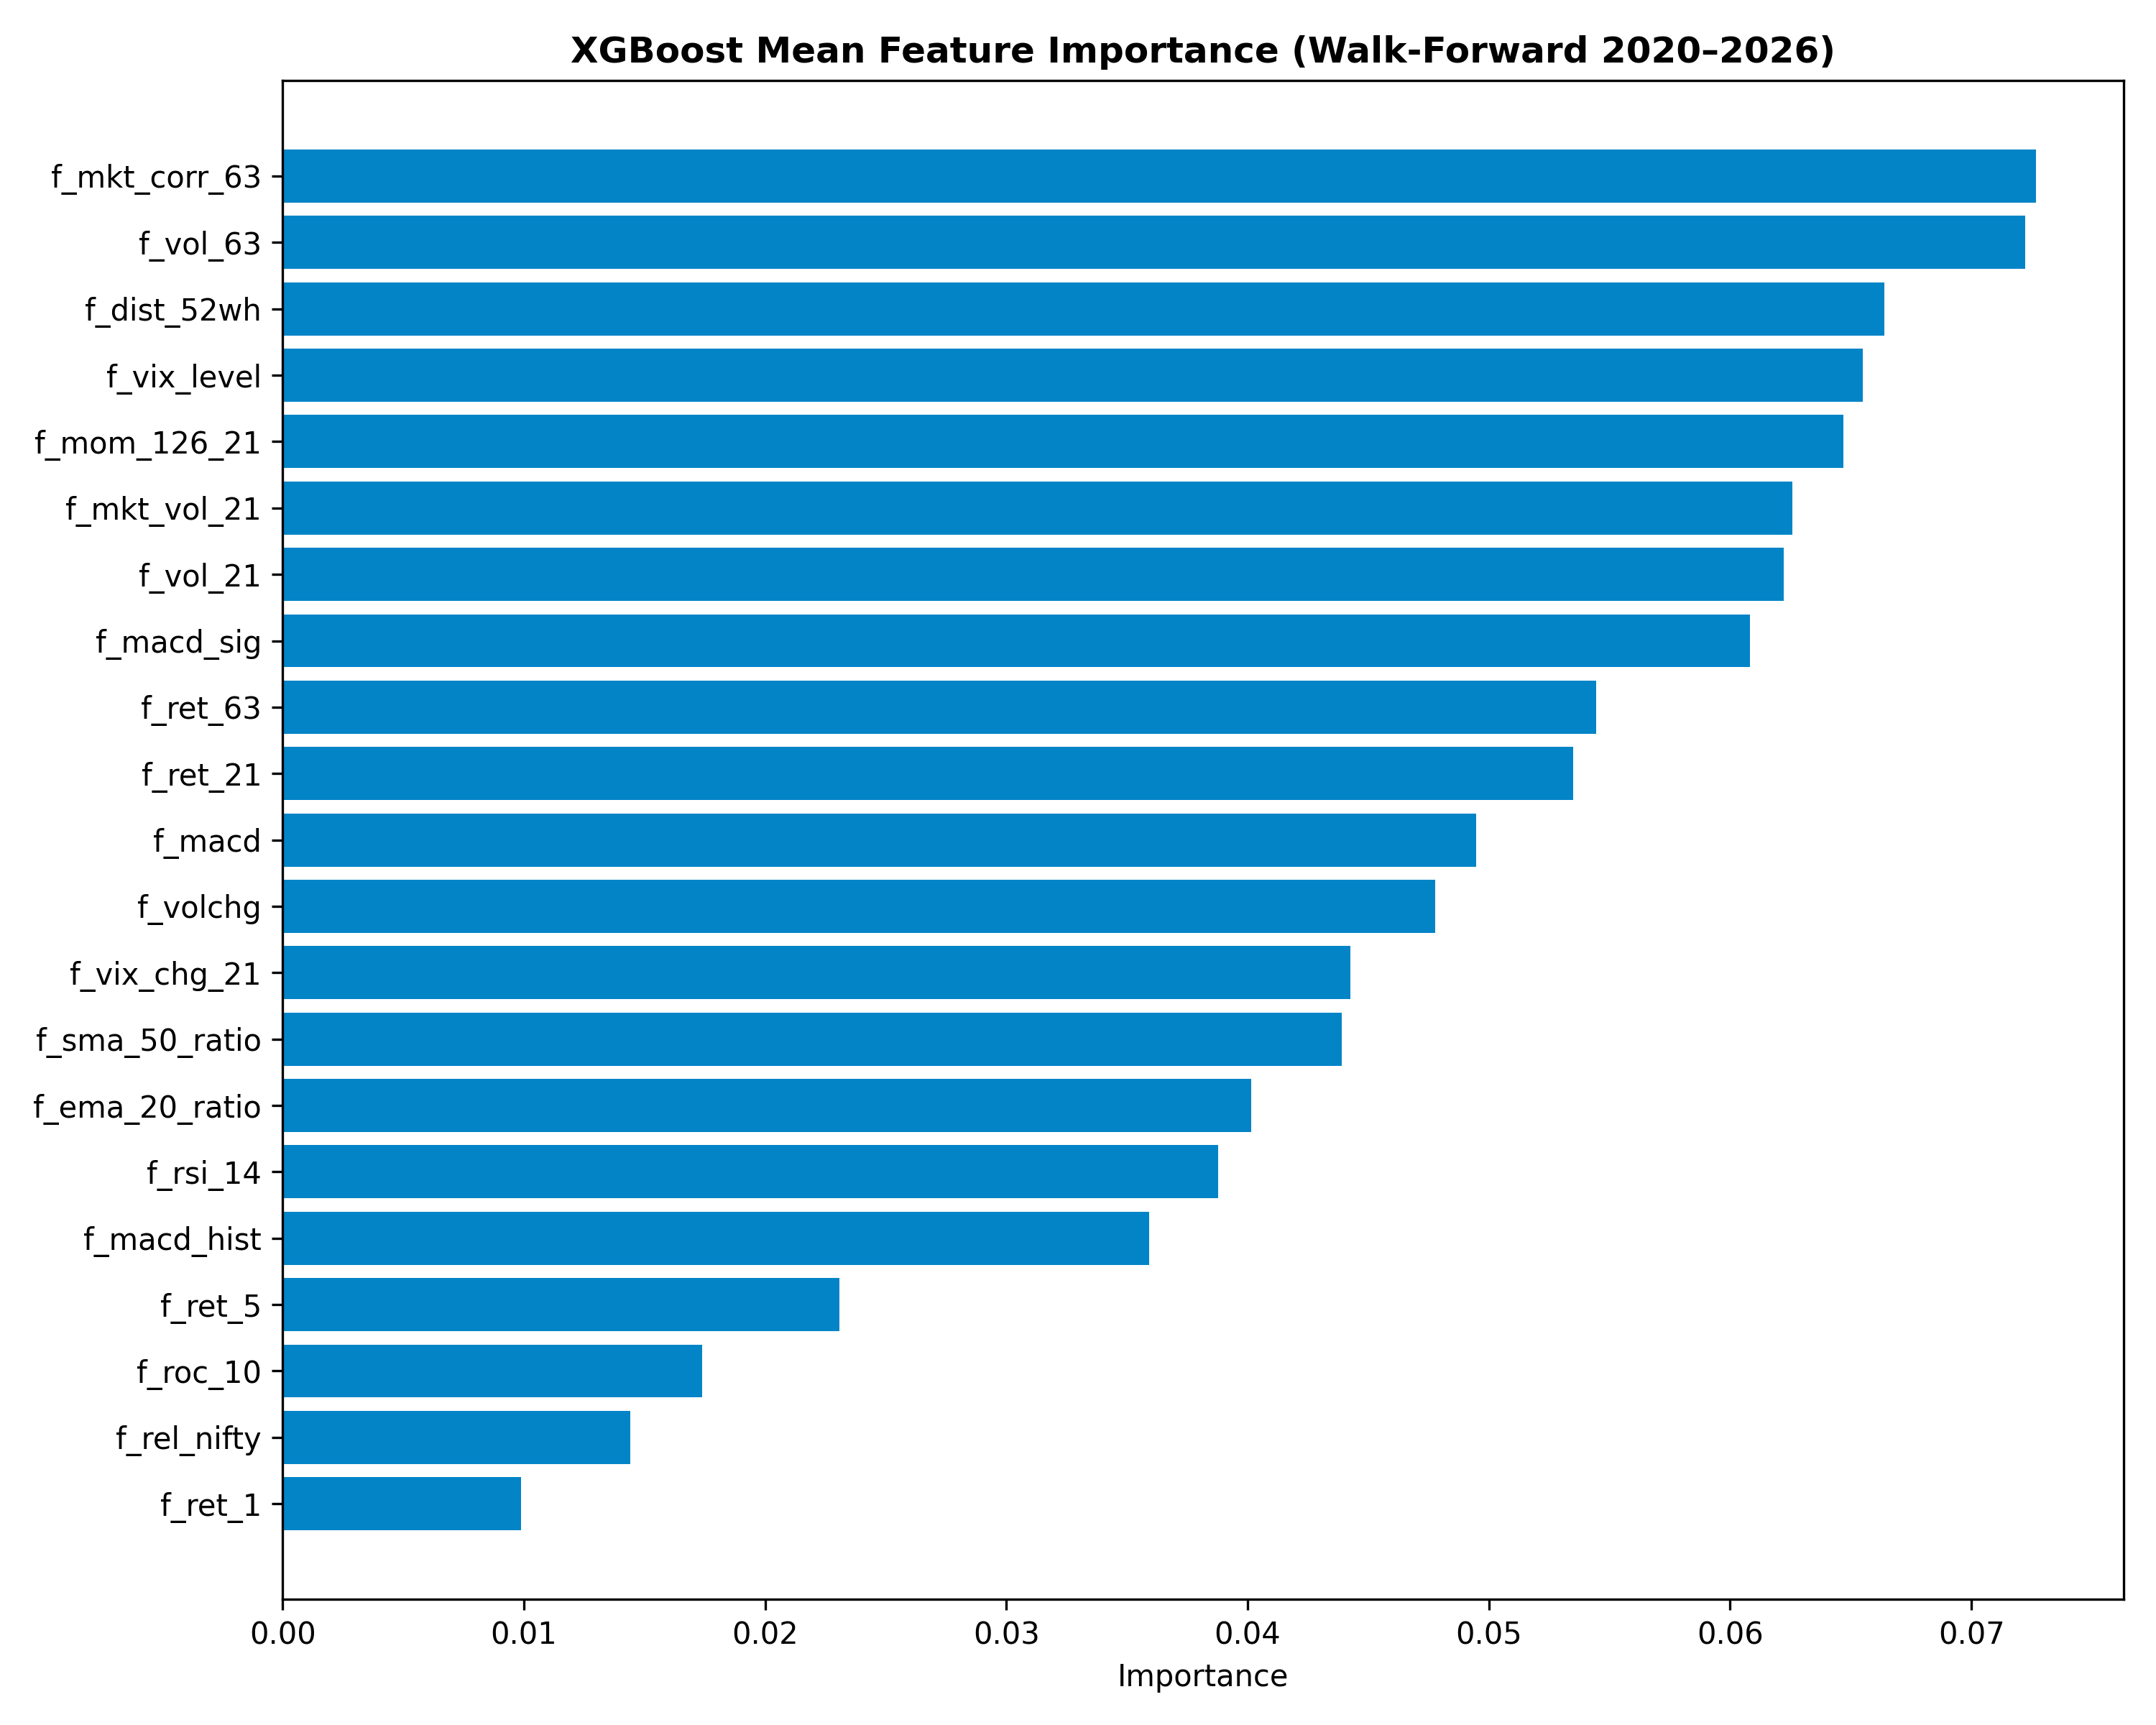 XGBoost Mean Feature Importance (Walk-Forward 2020–2026)
f_mkt_corr_63
f_vol_63
f_dist_52wh
f_vix_level
f_mom_126_21
f_mkt_vol_21
f_vol_21
f_macd_sig
f_ret_63
f_ret_21
f_macd
f_volchg
f_vix_chg_21
f_sma_50_ratio
f_ema_20_ratio
f_rsi_14
f_macd_hist
f_ret_5
f_roc_10
f_rel_nifty
f_ret_1
0.00 0.01 0.02 0.03 0.04 0.05 0.06 0.07
Importance